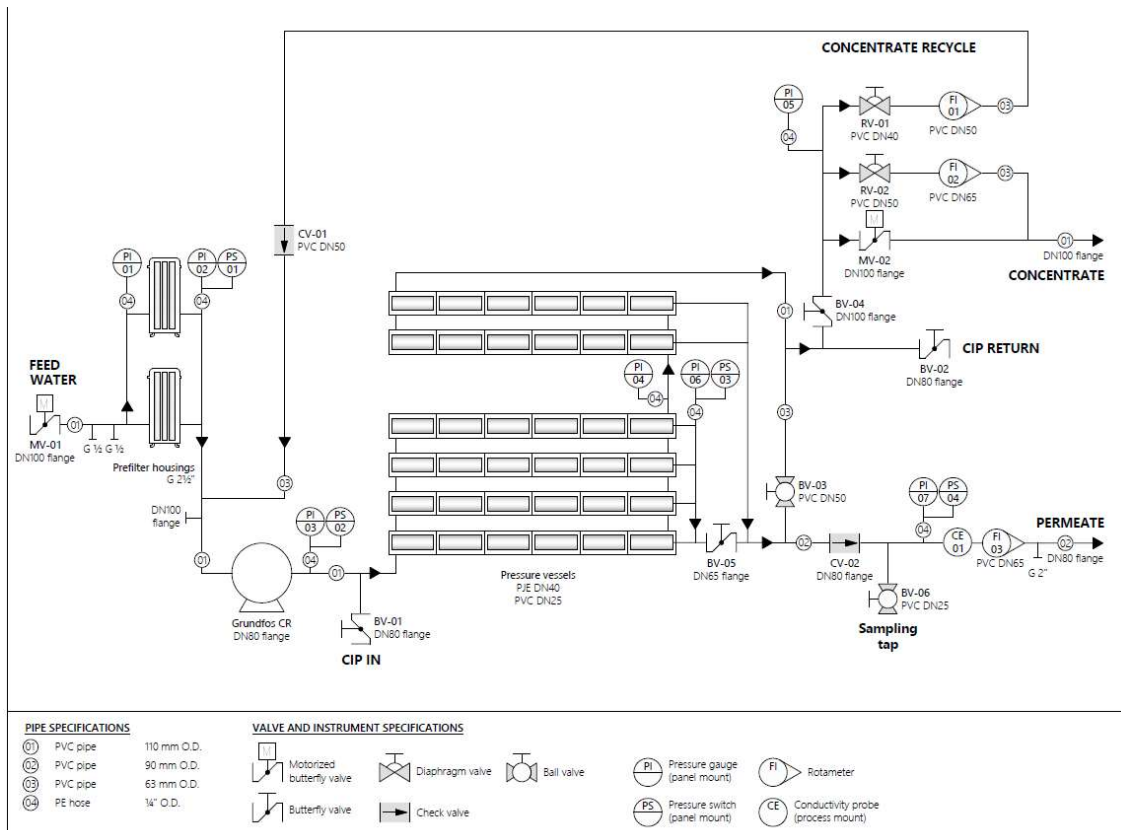 CONCENTRATE RECYCLE
PI
05
04
RV-01
PVC DN40
FI
01
PVC DN50
03
RV-02
PVC DN50
FI
02
PVC DN65
03
M
MV-02
DN100 flange
01
DN100 flange
CONCENTRATE
CV-01
PVC DN50
PI
01
PI
02
PS
01
04
04
BV-04
DN100 flange
01
BV-02
DN80 flange
CIP RETURN
FEED
WATER
M
01
MV-01
DN100 flange
G ½
G ½
Prefilter housings
G 2½"
PI
04
PI
06
PS
03
04
04
03
BV-03
PVC DN50
03
DN100
flange
PI
03
PS
02
04
01
01
Grundfos CR
DN80 flange
BV-01
DN80 flange
CIP IN
Pressure vessels
PJE DN40
PVC DN25
BV-05
DN65 flange
02
CV-02
DN80 flange
PI
07
PS
04
04
CE
01
FI
03
PVC DN65
G 2"
PERMEATE
02
DN80 flange
BV-06
PVC DN25
Sampling
tap
PIPE SPECIFICATIONS
01 PVC pipe 110 mm O.D.
02 PVC pipe 90 mm O.D.
03 PVC pipe 63 mm O.D.
04 PE hose ¼" O.D.
VALVE AND INSTRUMENT SPECIFICATIONS
M
Motorized
butterfly valve
Butterfly valve
Diaphragm valve
Check valve
Ball valve
PI
Pressure gauge
(panel mount)
PS
Pressure switch
(panel mount)
FI
Rotameter
CE
Conductivity probe
(process mount)